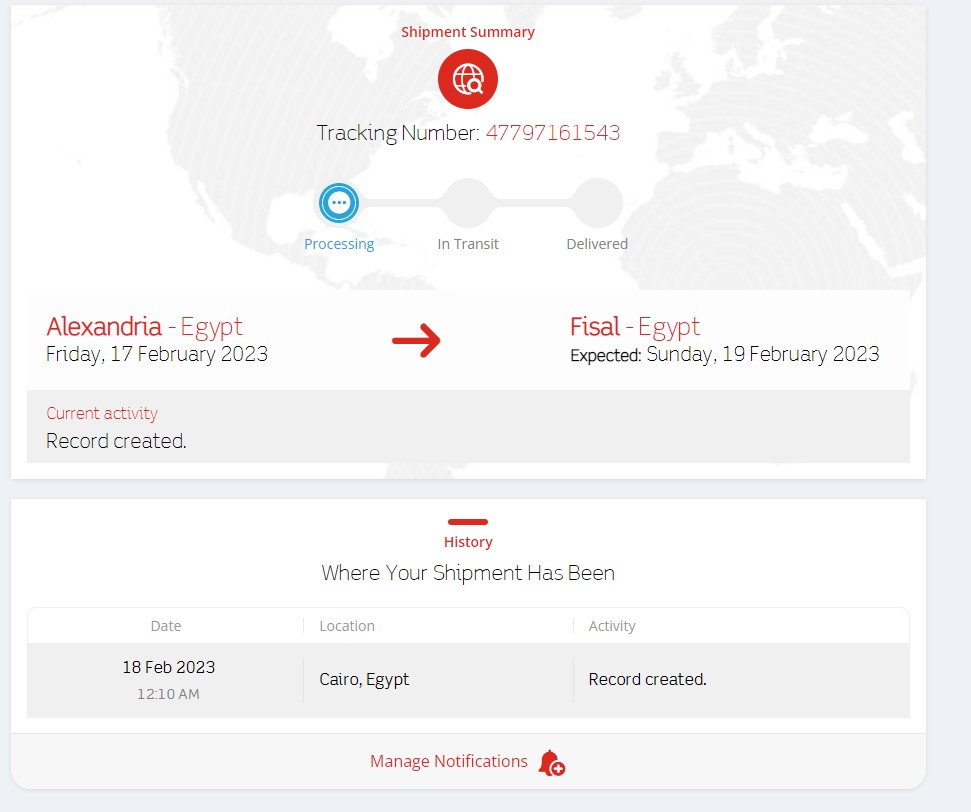 Shipment Summary
Tracking Number: 47797161543
Processing
In Transit
Delivered
Alexandria - Egypt
Friday, 17 February 2023
Fisal - Egypt
Expected: Sunday, 19 February 2023
Current activity
Record created.
History
Where Your Shipment Has Been
Date Location Activity
18 Feb 2023
12:10 AM
Cairo, Egypt
Record created.
Manage Notifications